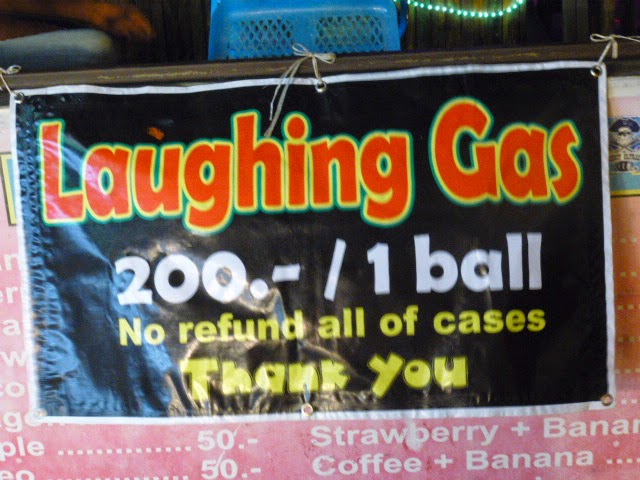 Laughing Gas
200.- / 1 ball
No refund all of cases
Thank You
50.- Strawberry + Banan
50.- Coffee + Banana